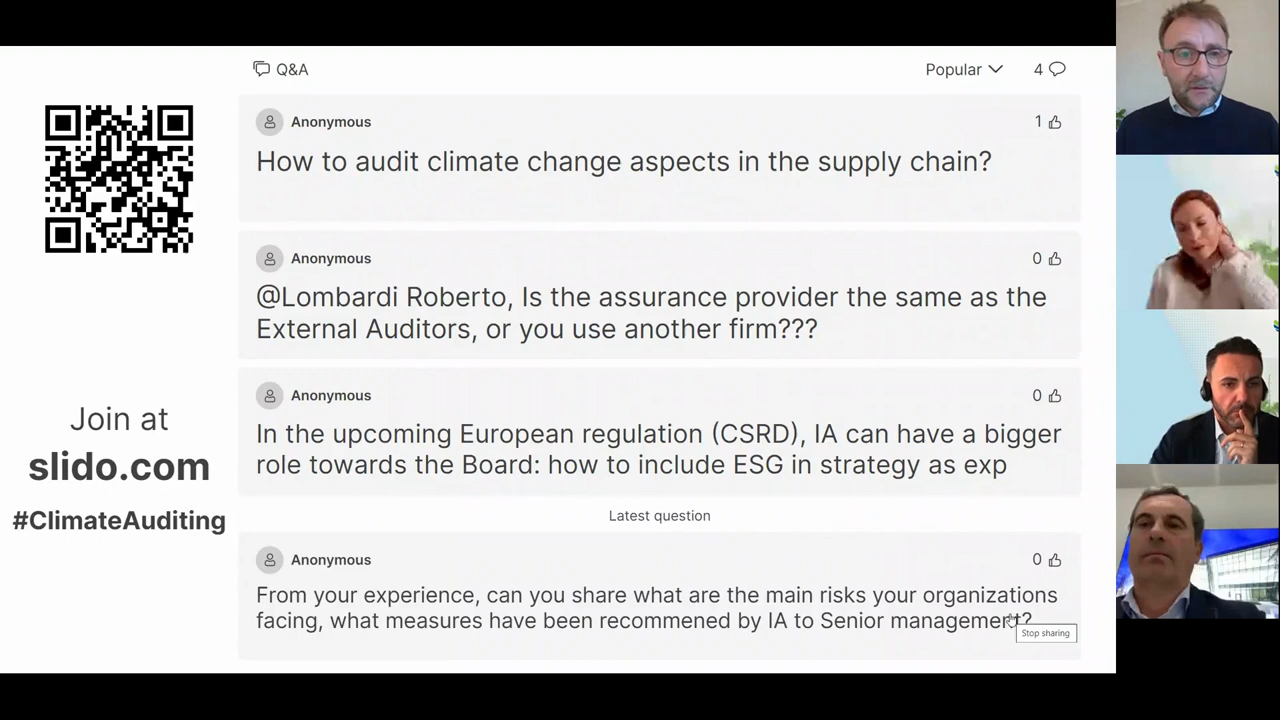 Q&A
Popular
4
Anonymous
1
How to audit climate change aspects in the supply chain?
Anonymous
0
@Lombardi Roberto, Is the assurance provider the same as the
External Auditors, or you use another firm???
Anonymous
0
In the upcoming European regulation (CSRD), IA can have a bigger
role towards the Board: how to include ESG in strategy as exp
Latest question
Anonymous
0
From your experience, can you share what are the main risks your organizations
facing, what measures have been recommened by IA to Senior management?
Stop sharing
Join at
slido.com
#ClimateAuditing